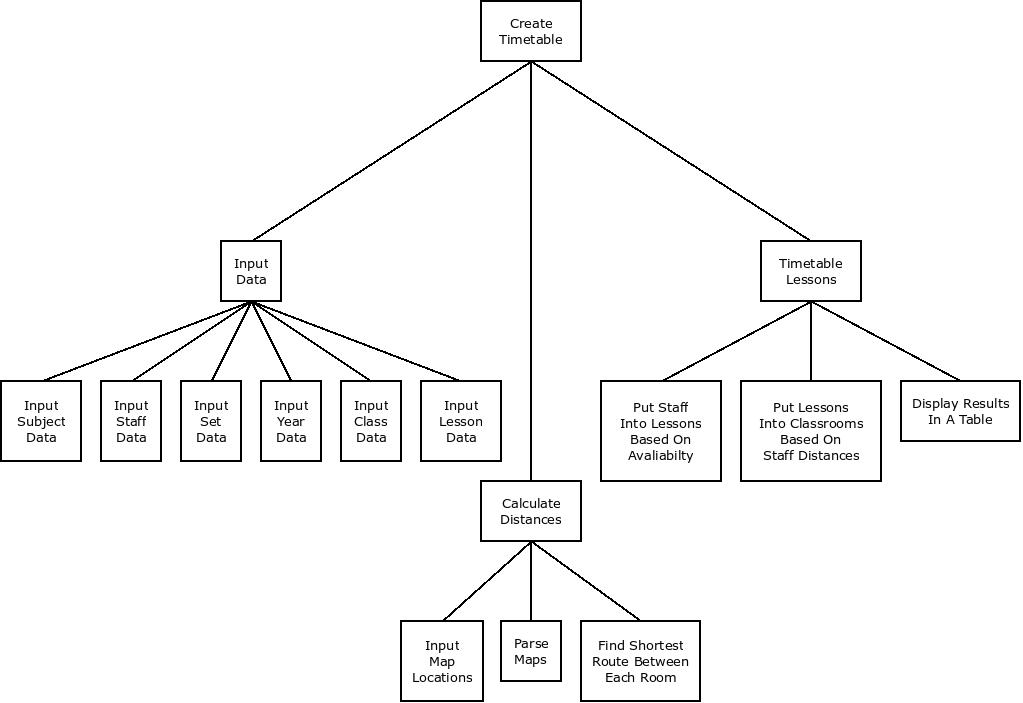 Create
Timetable
Input
Data
Timetable
Lessons
Input
Subject
Data
Input
Staff
Data
Input
Set
Data
Input
Year
Data
Input
Class
Data
Input
Lesson
Data
Put Staff
Into Lessons
Based On
Avaliabilty
Put Lessons
Into Classrooms
Based On
Staff Distances
Display Results
In A Table
Calculate
Distances
Input
Map
Locations
Parse
Maps
Find Shortest
Route Between
Each Room